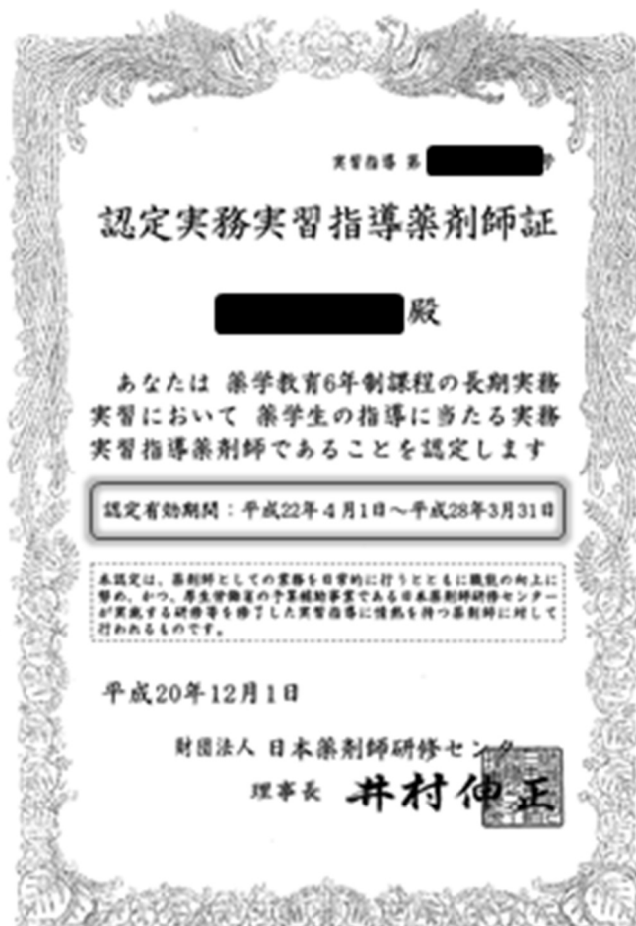 実習指導 第 号
認定実務実習指導薬剤師証
殿
あなたは 薬学教育6年制課程の長期実務
実習において 薬学生の指導に当たる実務
実習指導薬剤師であることを認定します
認定有効期間:平成22年4月1日~平成28年3月31日
本認定は、薬剤師としての業務を日常的に行うとともに職能の向上に
努め、かつ、厚生労働省の予算補助事業である日本薬剤師研修センター
が実施する研修等を修了した実習指導に情熱を持つ薬剤師に対して
行われるものです。
平成20年12月1日
財団法人 日本薬剤師研修センター
理事長 井村伸正